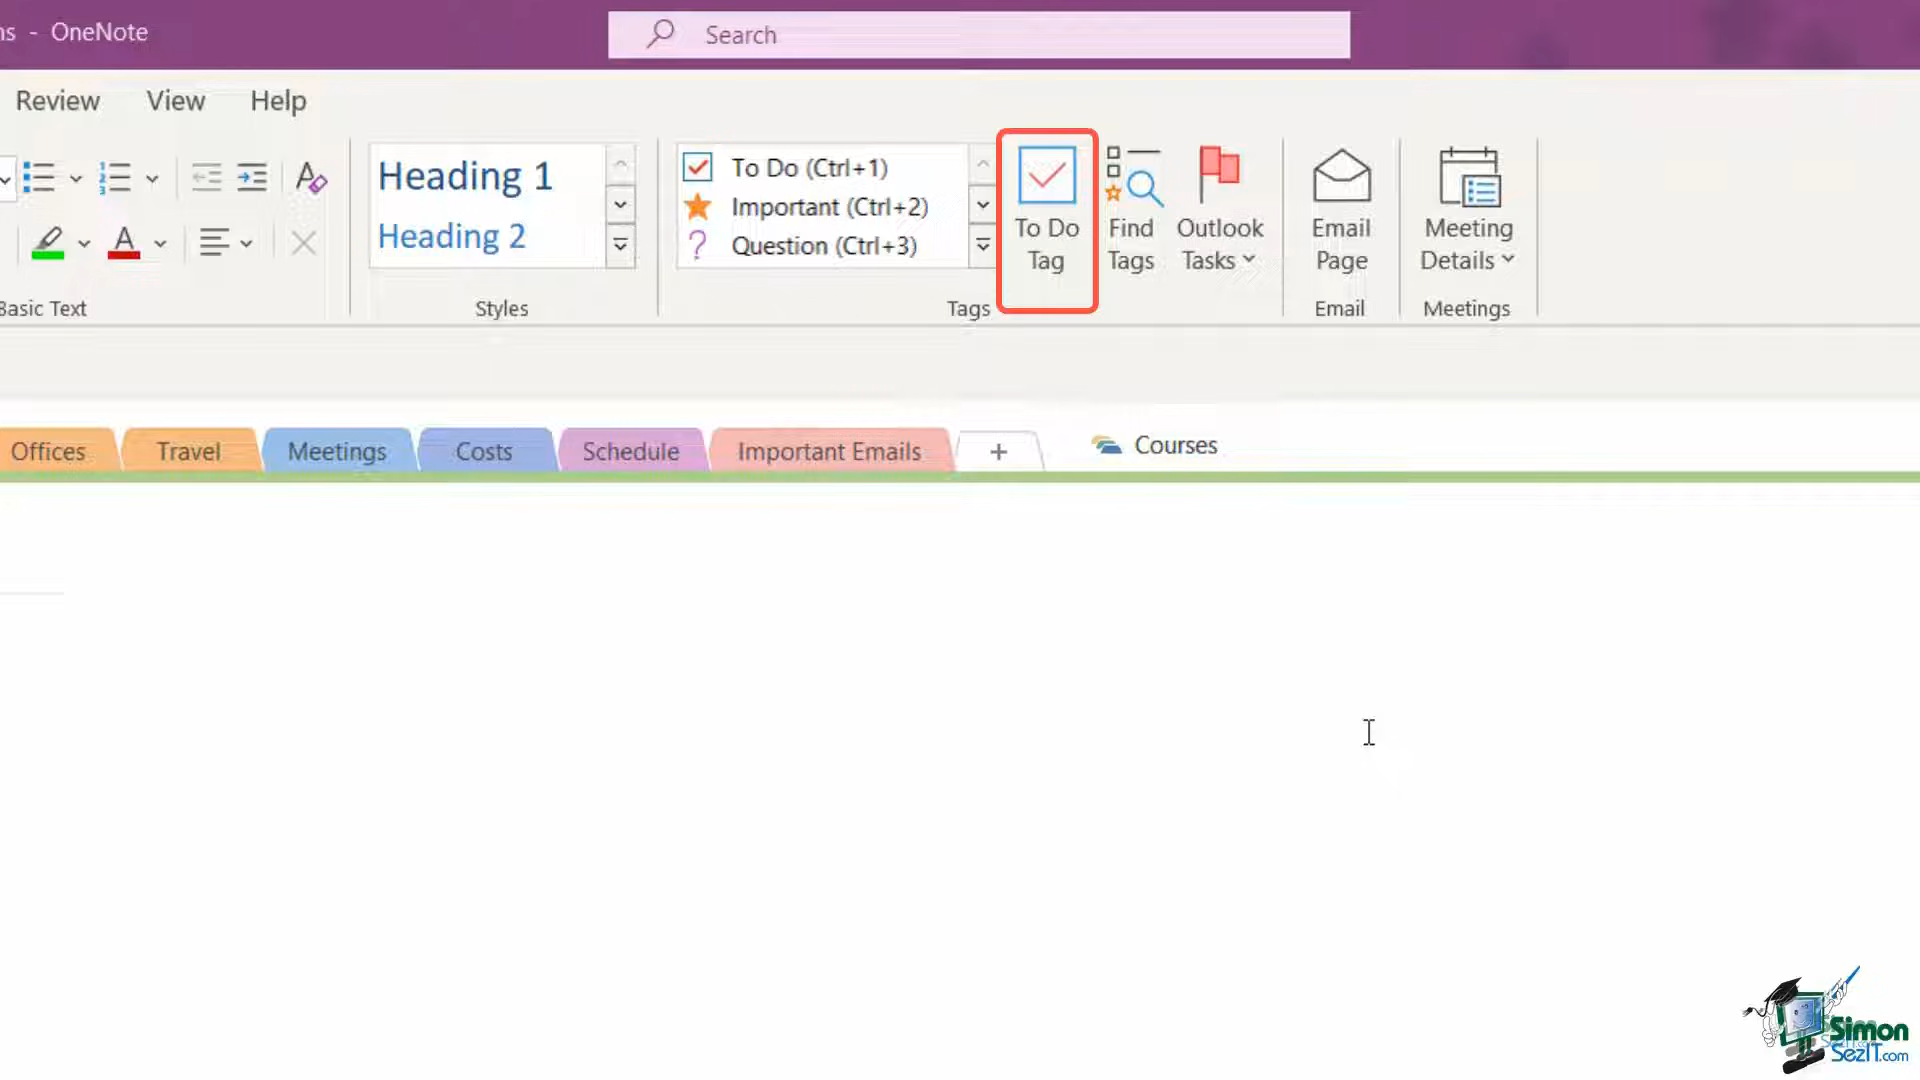 ns - OneNote
Search
Review View Help
Heading 1
Heading 2
To Do (Ctrl+1)
Important (Ctrl+2)
Question (Ctrl+3)
To Do
Tag
Find
Tags
Outlook
Tasks
Email
Page
Meeting
Details
Basic Text
Styles
Tags
Email
Meetings
Offices
Travel
Meetings
Costs
Schedule
Important Emails
+
Courses
Simon
SezIT.com